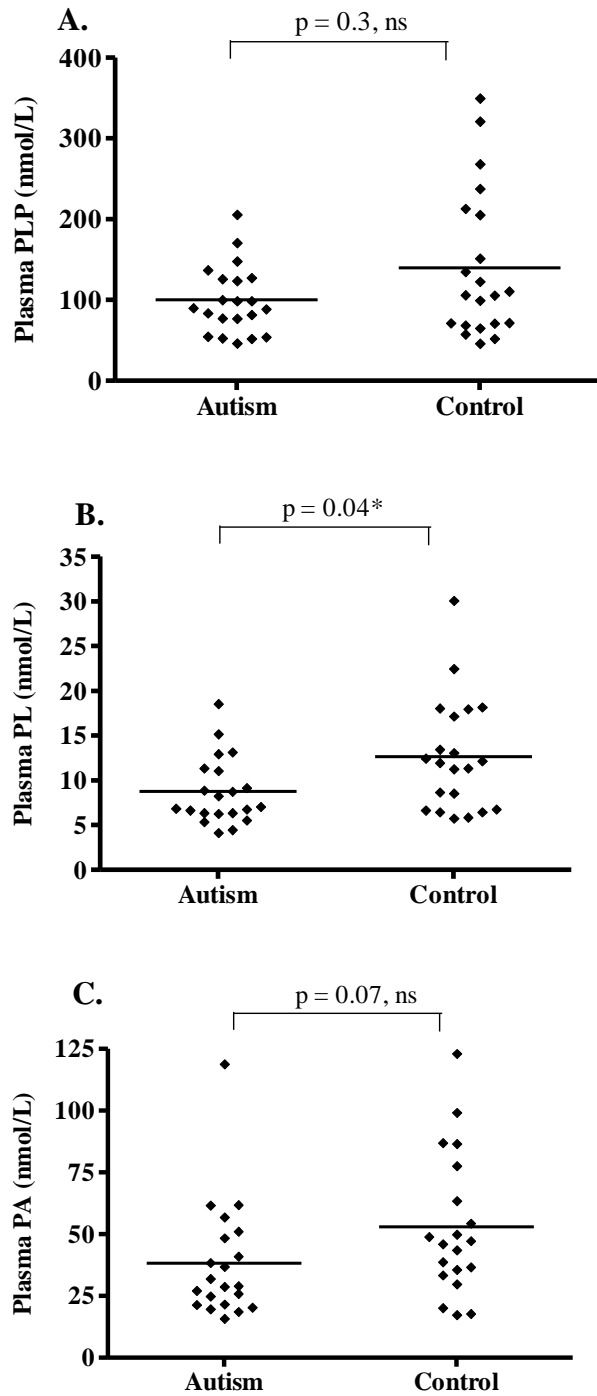 A.
p = 0.3, ns
Plasma PLP (nmol/L)
400
300
200
100
0
Autism Control
B.
p = 0.04*
Plasma PL (nmol/L)
35
30
25
20
15
10
5
0
Autism Control
C.
p = 0.07, ns
Plasma PA (nmol/L)
125
100
75
50
25
0
Autism Control